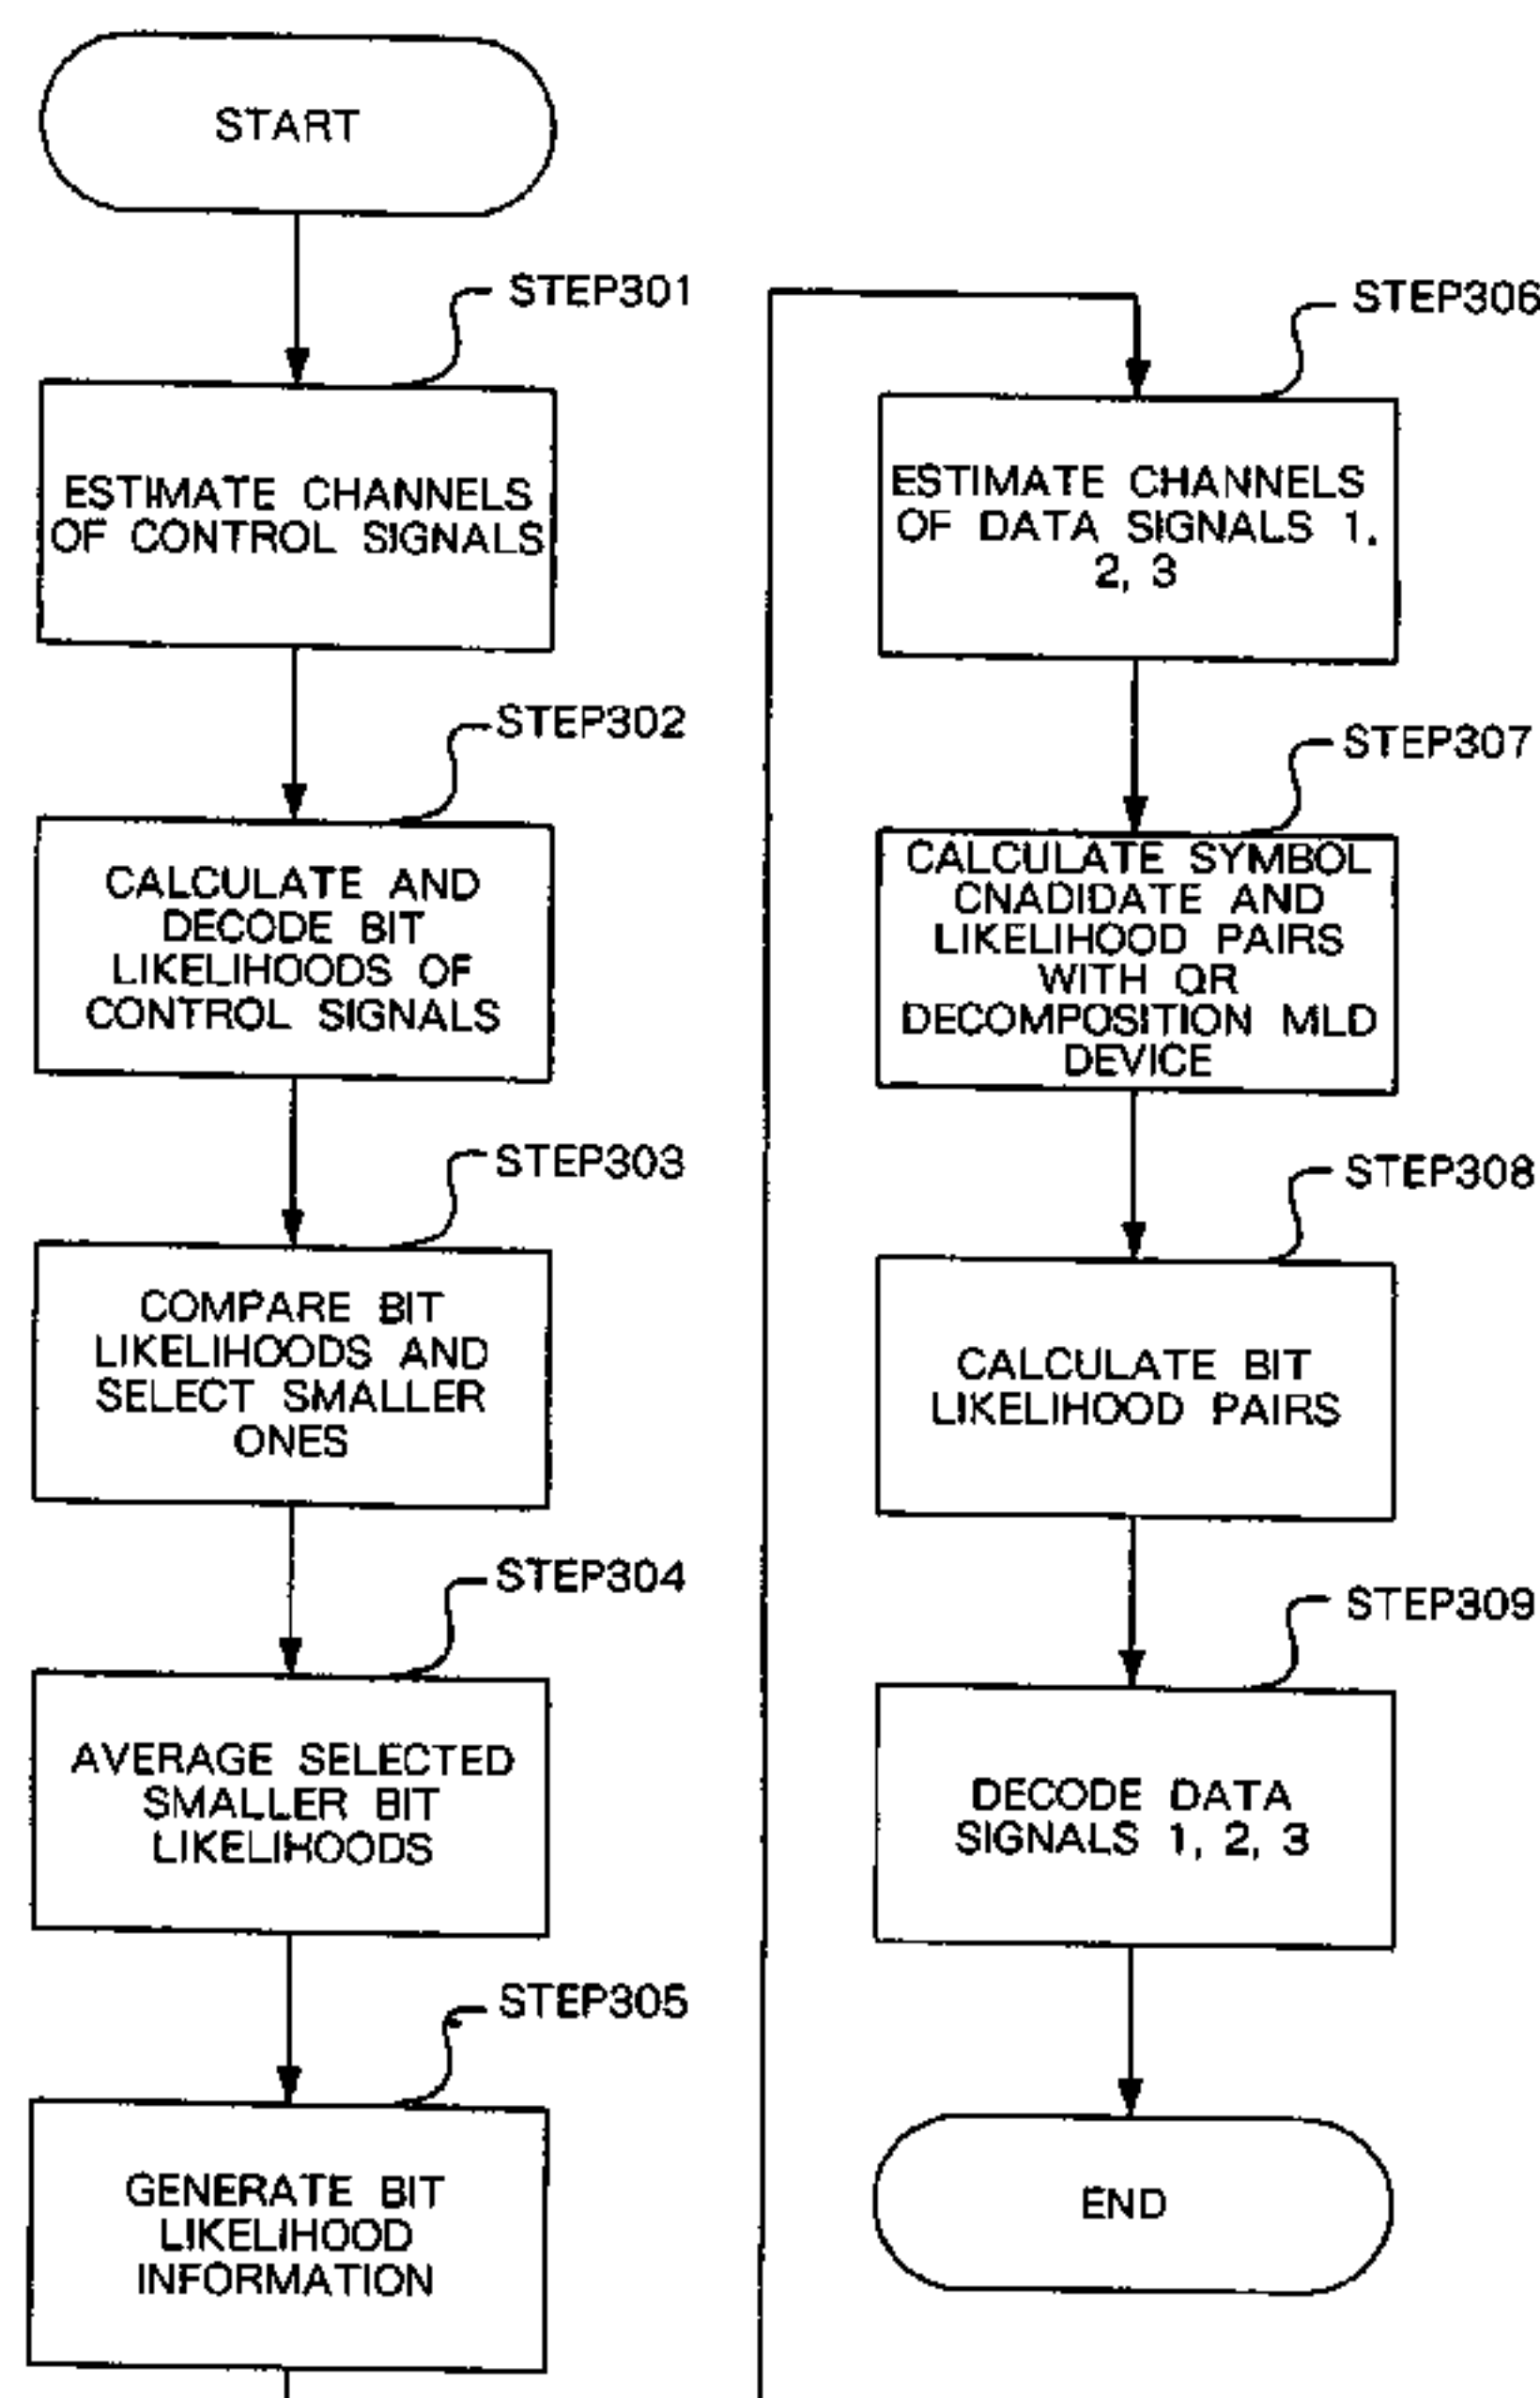 START
STEP301
ESTIMATE CHANNELS
OF CONTROL SIGNALS
STEP302
CALCULATE AND
DECODE BIT
LIKELIHOODS OF
CONTROL SIGNALS
STEP303
COMPARE BIT
LIKELIHOODS AND
SELECT SMALLER
ONES
STEP304
AVERAGE SELECTED
SMALLER BIT
LIKELIHOODS
STEP305
GENERATE BIT
LIKELIHOOD
INFORMATION
STEP306
ESTIMATE CHANNELS
OF DATA SIGNALS 1.
2, 3
STEP307
CALCULATE SYMBOL
CNADIDATE AND
LIKELIHOOD PAIRS
WITH QR
DECOMPOSITION MLD
DEVICE
STEP308
CALCULATE BIT
LIKELIHOOD PAIRS
STEP309
DECODE DATA
SIGNALS 1, 2, 3
END